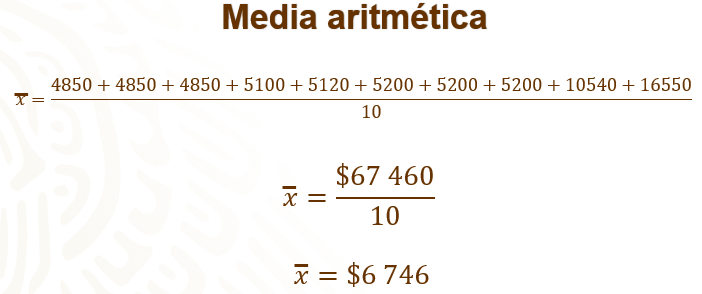 Media aritmética
x̅ = 4850 + 4850 + 4850 + 5100 + 5120 + 5200 + 5200 + 5200 + 10540 + 16550
10
x̅ = $67 460
10
x̅ = $6 746